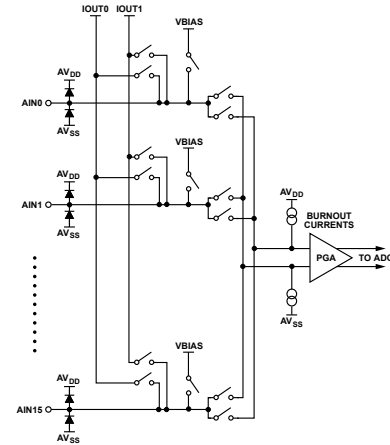 IOUT0 IOUT1
VBIAS
AVDD
AIN0
AVSS
VBIAS
AVDD
AIN1
AVSS
AVDD
BURNOUT
CURRENTS
PGA
TO ADC
AVSS
VBIAS
AVDD
AIN15
AVSS